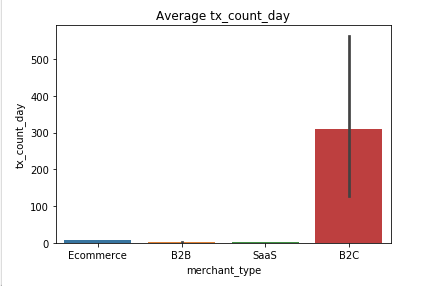 Average tx_count_day
tx_count_day
500
400
300
200
100
0
Ecommerce B2B SaaS B2C
merchant_type